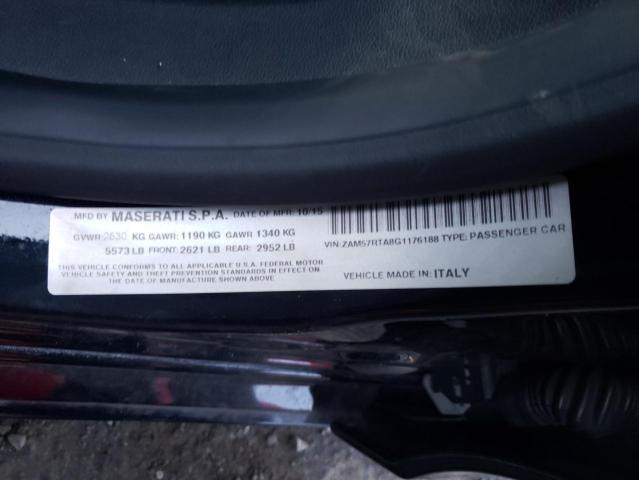 MFD BY MASERATI S.P.A. DATE OF MFR: 10/15
GVWR: 2530 KG GAWR: 1190 KG GAWR 1340 KG
5573 LB FRONT: 2621 LB REAR: 2952 LB
THIS VEHICLE CONFORMS TO ALL APPLICABLE U.S.A. FEDERAL MOTOR
VEHICLE SAFETY AND THEFT PREVENTION STANDARDS IN EFFECT ON
THE DATE OF MANUFACTURE SHOWN ABOVE
VIN: ZAM57RTA8G1176188 TYPE: PASSENGER CAR
VEHICLE MADE IN: ITALY